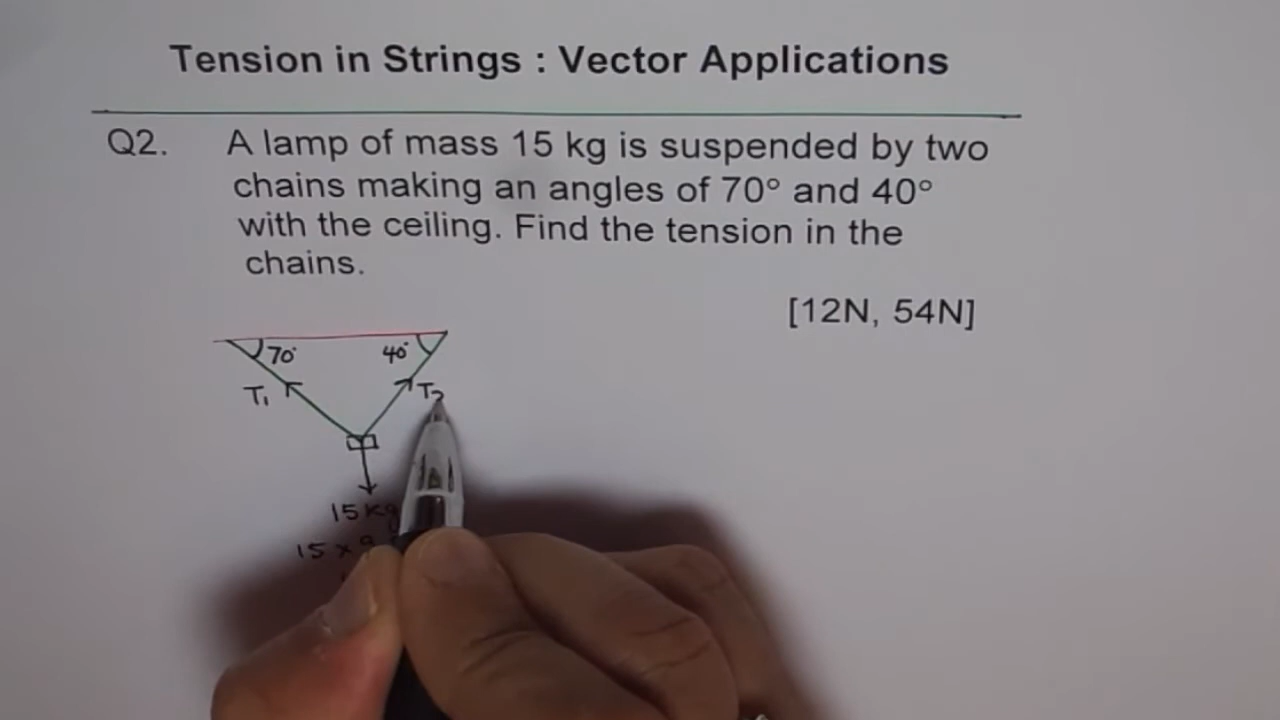 Tension in Strings : Vector Applications
Q2. A lamp of mass 15 kg is suspended by two
chains making an angles of 70° and 40°
with the ceiling. Find the tension in the
chains.
[12N, 54N]
70° 40°
T₁ T₂
15kg
15 × 9